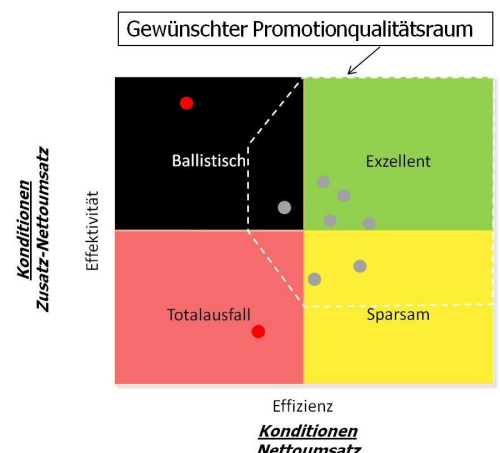 Gewünschter Promotionqualitätsraum
Ballistisch
Exzellent
Konditionen
Zusatz-Nettoumsatz
Effektivität
Totalausfall
Sparsam
Effizienz
Konditionen
Nettoumsatz